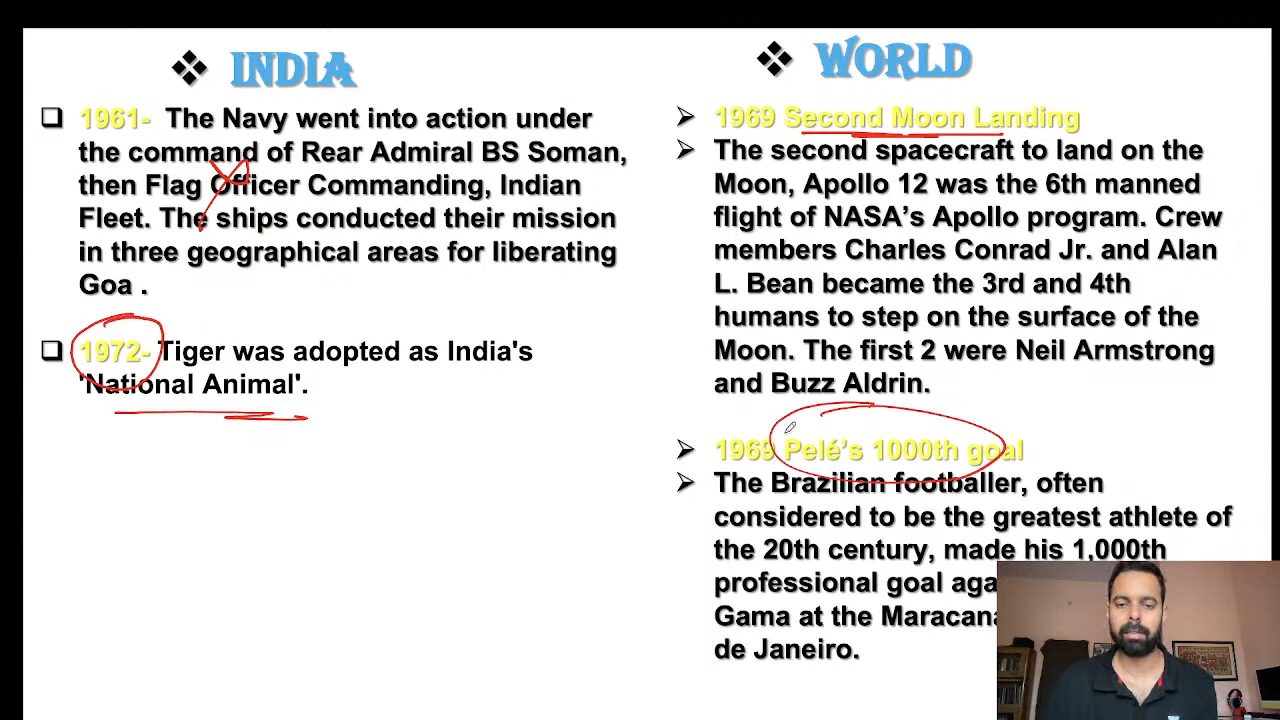 INDIA
1961- The Navy went into action under
the command of Rear Admiral BS Soman,
then Flag Officer Commanding, Indian
Fleet. The ships conducted their mission
in three geographical areas for liberating
Goa .
1972- Tiger was adopted as India's
'National Animal'.
WORLD
1969 Second Moon Landing
The second spacecraft to land on the
Moon, Apollo 12 was the 6th manned
flight of NASA’s Apollo program. Crew
members Charles Conrad Jr. and Alan
L. Bean became the 3rd and 4th
humans to step on the surface of the
Moon. The first 2 were Neil Armstrong
and Buzz Aldrin.
1969 Pelé’s 1000th goal
The Brazilian footballer, often
considered to be the greatest athlete of
the 20th century, made his 1,000th
professional goal
Gama at the
de Janeiro.